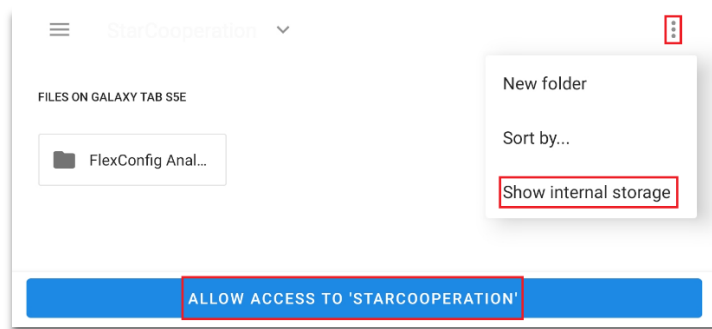 StarCooperation
New folder
FILES ON GALAXY TAB S5E
Sort by...
FlexConfig Anal...
Show internal storage
ALLOW ACCESS TO 'STARCOOPERATION'